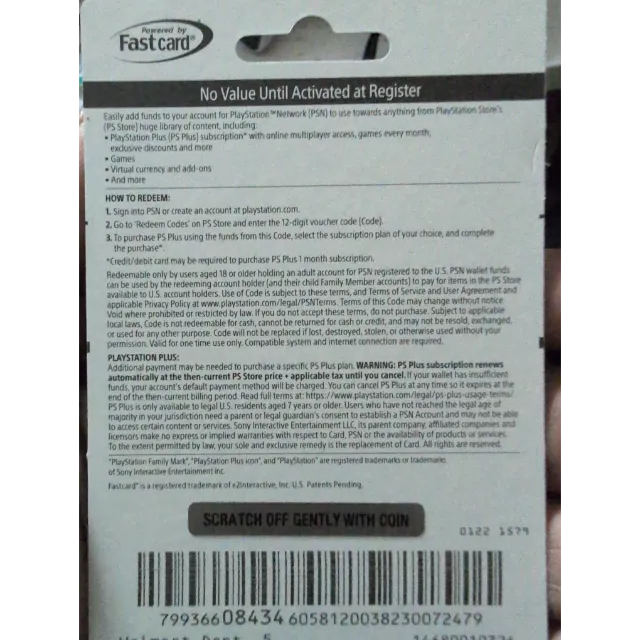 Powered by
Fastcard®
No Value Until Activated at Register
Easily add funds to your account for PlayStation™Network (PSN) to use towards anything from PlayStation Store's
(PS Store) huge library of content, including:
• PlayStation Plus (PS Plus) subscription* with online multiplayer access, games every month,
exclusive discounts and more
• Games
• Virtual currency and add-ons
• And more
HOW TO REDEEM:
1. Sign into PSN or create an account at playstation.com.
2. Go to 'Redeem Codes' on PS Store and enter the 12-digit voucher code (Code).
3. To purchase PS Plus using the funds from this Code, select the subscription plan of your choice, and complete
the purchase*.
*Credit/debit card may be required to purchase PS Plus 1 month subscription.
Redeemable only by users aged 18 or older holding an adult account for PSN registered to the U.S. PSN wallet funds
can be used by the redeeming account holder (and their child Family Member accounts) to pay for items in the PS Store
available to U.S. account holders. Use of Code is subject to these terms, and Terms of Service and User Agreement and
applicable Privacy Policy at www.playstation.com/legal/PSNTerms. Terms of this Code may change without notice.
Void where prohibited or restricted by law. If you do not accept these terms, do not purchase. Subject to applicable
local laws, Code is not redeemable for cash, cannot be returned for cash or credit, and may not be resold, exchanged,
or used for any other purpose. Code will not be replaced if lost, destroyed, stolen, or otherwise used without your
permission. Valid for one time use only. Compatible system and internet connection are required.
PLAYSTATION PLUS:
Additional payment may be needed to purchase a specific PS Plus plan. WARNING: PS Plus subscription renews
automatically at the then-current PS Store price + applicable tax until you cancel. If your wallet has insufficient
funds, your account's default payment method will be charged. You can cancel PS Plus at any time so it expires at the
end of the then-current billing period. Read full terms at: https://www.playstation.com/legal/ps-plus-usage-terms/
PS Plus is only available to legal U.S. residents aged 7 years or older. Users who have not reached the legal age of
majority in your jurisdiction need a parent or legal guardian's consent to establish a PSN Account and may not be able
to access certain content or services. Sony Interactive Entertainment LLC, its parent company, affiliated companies and
licensors make no express or implied warranties with respect to Card, PSN or the availability of products or services.
To the extent permitted by law, your sole and exclusive remedy is the replacement of Card. All rights are reserved.
"PlayStation Family Mark", "PlayStation Plus icon", and "PlayStation" are registered trademarks or trademarks
of Sony Interactive Entertainment Inc.
Fastcard® is a registered trademark of e2Interactive, Inc. U.S. Patents Pending.
SCRATCH OFF GENTLY WITH COIN
0122 1579
79936608434 6058120038230072479